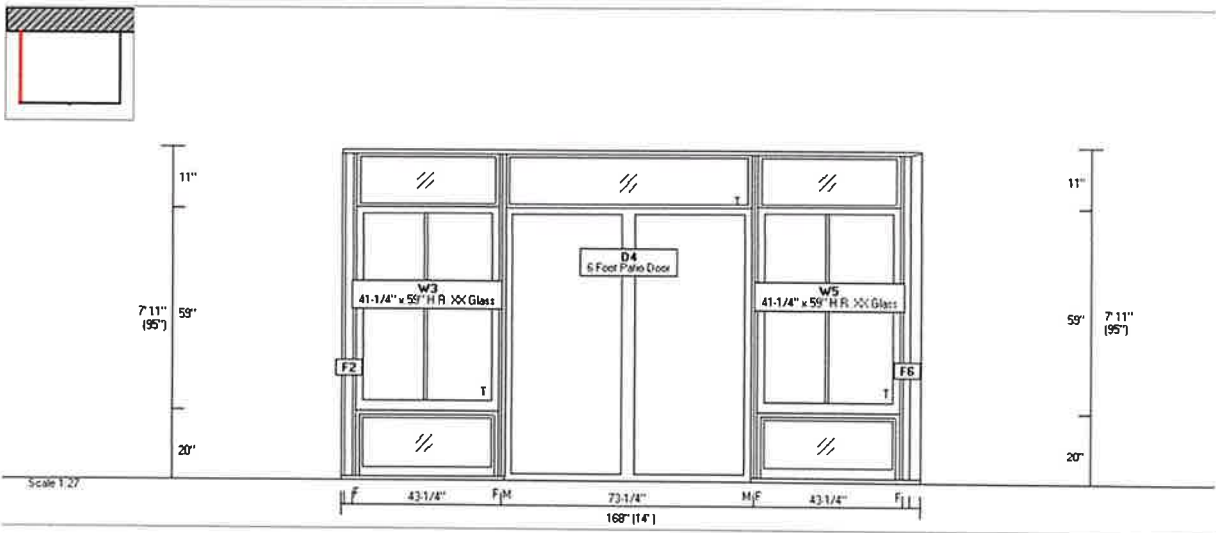 11"
59"
7' 11"
(95")
20"
T
D4
6 Foot Patio Door
W3
41-1/4" x 59" H R XX Glass
T
F2
W5
41-1/4" x 59" H R XX Glass
T
F6
11"
59"
7' 11"
(95")
20"
Scale 1:27
F 43-1/4" F M 73-1/4" M F 43-1/4" F
168" (14')